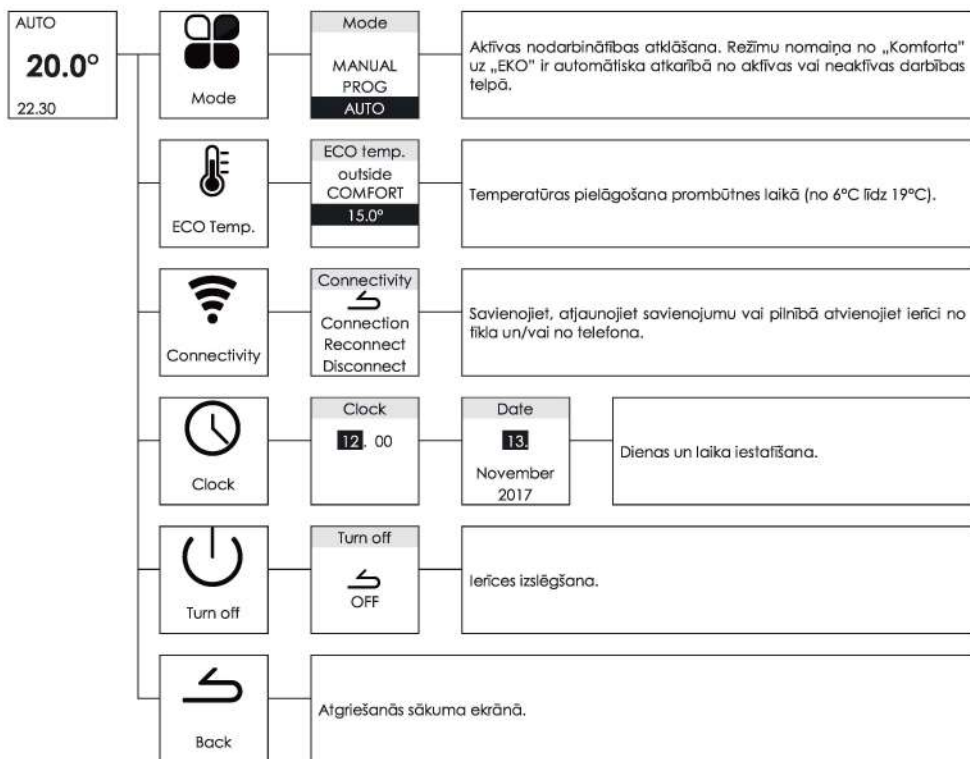 AUTO
20.0°
22.30
Mode
Mode
MANUAL
PROG
AUTO
Aktīvas nodarbinātības atklāšana. Režīmu nomaiņa no „Komforta”
uz „EKO” ir automātiska atkarībā no aktīvas vai neaktīvas darbības
telpā.
ECO Temp.
ECO temp.
outside
COMFORT
15.0°
Temperatūras pielāgošana prombūtnes laikā (no 6°C līdz 19°C).
Connectivity
Connectivity
Connection
Reconnect
Disconnect
Savienojiet, atjaunojiet savienojumu vai pilnībā atvienojiet ierīci no
tīkla un/vai no telefona.
Clock
Clock
12. 00
Date
13.
November
2017
Dienas un laika iestatīšana.
Turn off
Turn off
OFF
Ierīces izslēgšana.
Back
Atgriešanās sākuma ekrānā.